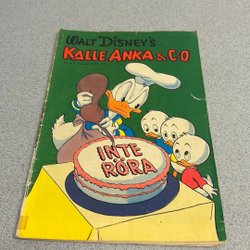 WALT DISNEY'S
KALLE ANKA & C:O
INTE
RÖRA